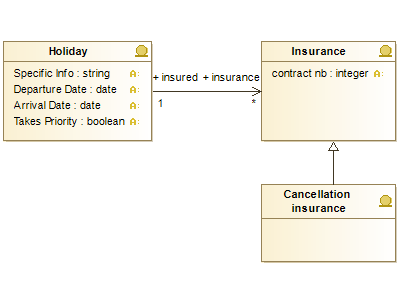 Holiday
Specific Info : string A:
Departure Date : date A:
Arrival Date : date A:
Takes Priority : boolean A:
+ insured + insurance
1 *
Insurance
contract nb : integer A:
Cancellation
insurance